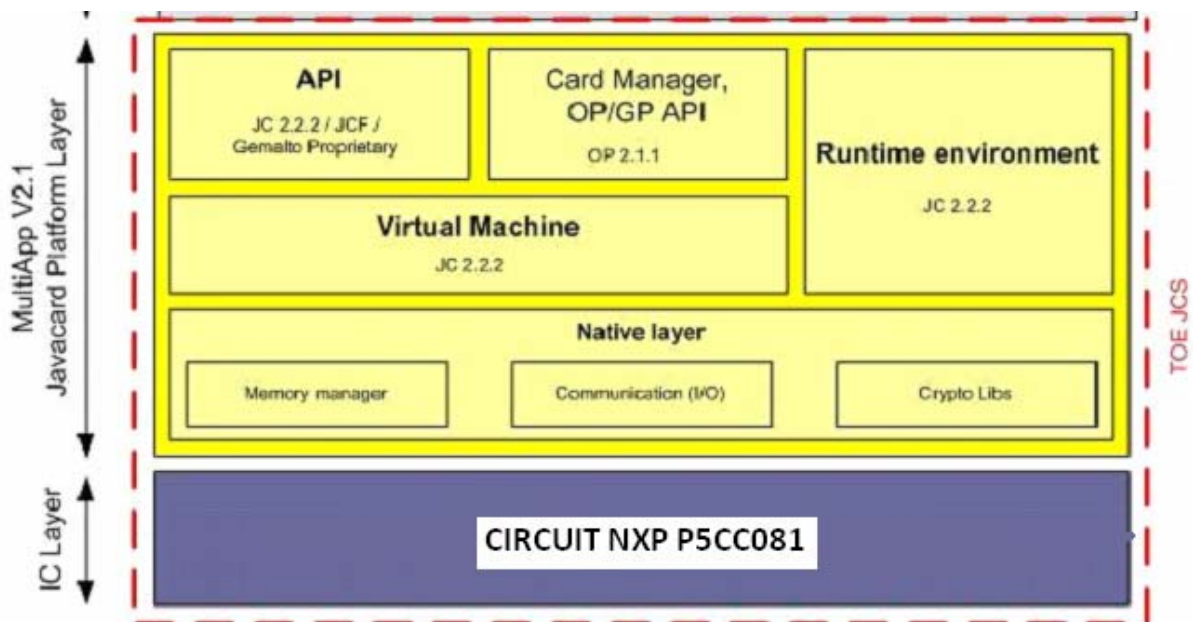 MultiApp V2.1
Javacard Platform Layer
API
JC 2.2.2 / JCF /
Gemalto Proprietary
Card Manager,
OP/GP API
OP 2.1.1
Runtime environment
JC 2.2.2
Virtual Machine
JC 2.2.2
Native layer
Memory manager
Communication (I/O)
Crypto Libs
TOE JCS
IC Layer
CIRCUIT NXP P5CC081